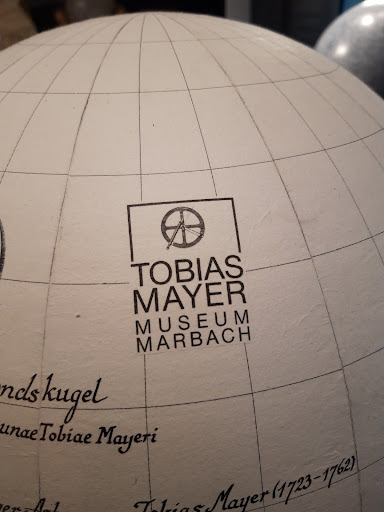 TOBIAS
MAYER
MUSEUM
MARBACH
ndskugel
unae Tobiae Mayeri
Tobias Mayer (1723-1762)